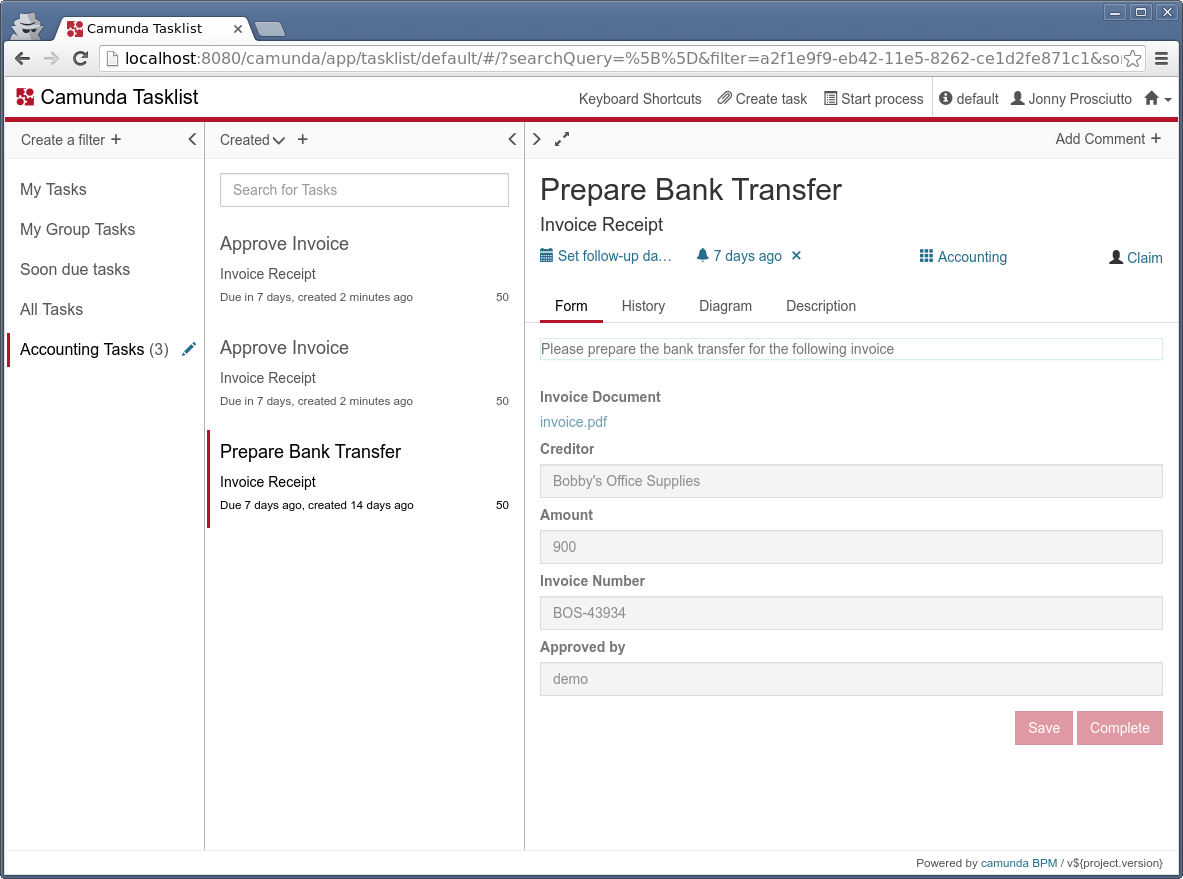 Camunda Tasklist
localhost:8080/camunda/app/tasklist/default/#/?searchQuery=%5B%5D&filter=a2f1e9f9-eb42-11e5-8262-ce1d2fe871c1&so
Camunda Tasklist
Keyboard Shortcuts Create task Start process default Jonny Prosciutto
Create a filter +
Created +
Add Comment +
My Tasks
My Group Tasks
Soon due tasks
All Tasks
Accounting Tasks (3)
Search for Tasks
Approve Invoice
Invoice Receipt
Due in 7 days, created 2 minutes ago 50
Approve Invoice
Invoice Receipt
Due in 7 days, created 2 minutes ago 50
Prepare Bank Transfer
Invoice Receipt
Due 7 days ago, created 14 days ago 50
Prepare Bank Transfer
Invoice Receipt
Set follow-up da... 7 days ago × Accounting Claim
Form History Diagram Description
Please prepare the bank transfer for the following invoice
Invoice Document
invoice.pdf
Creditor
Bobby's Office Supplies
Amount
900
Invoice Number
BOS-43934
Approved by
demo
Save Complete
Powered by camunda BPM / v${project.version}